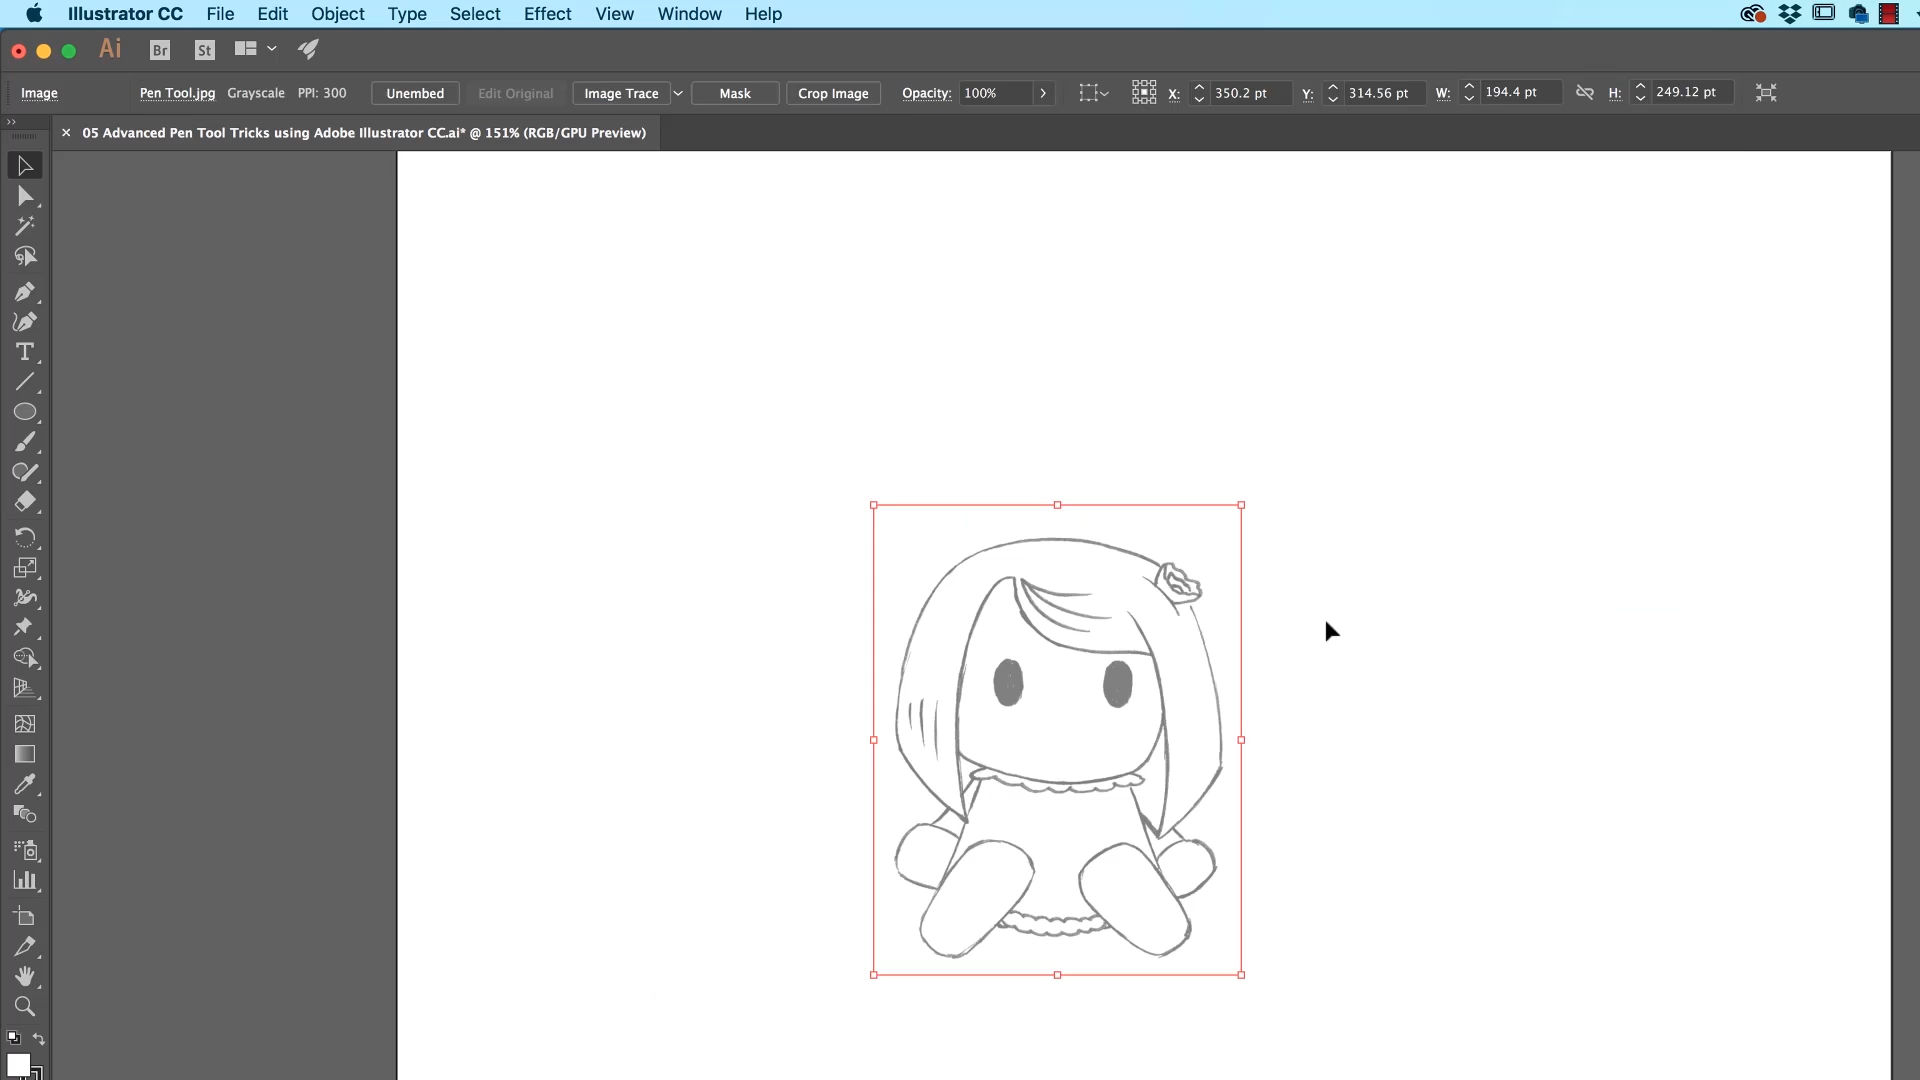 Illustrator CC File Edit Object Type Select Effect View Window Help
Ai Br St
Image Pen Tool.jpg Grayscale PPI: 300 Unembed Edit Original Image Trace Mask Crop Image Opacity: 100% X: 350.2 pt Y: 314.56 pt W: 194.4 pt H: 249.12 pt
× 05 Advanced Pen Tool Tricks using Adobe Illustrator CC.ai* @ 151% (RGB/GPU Preview)